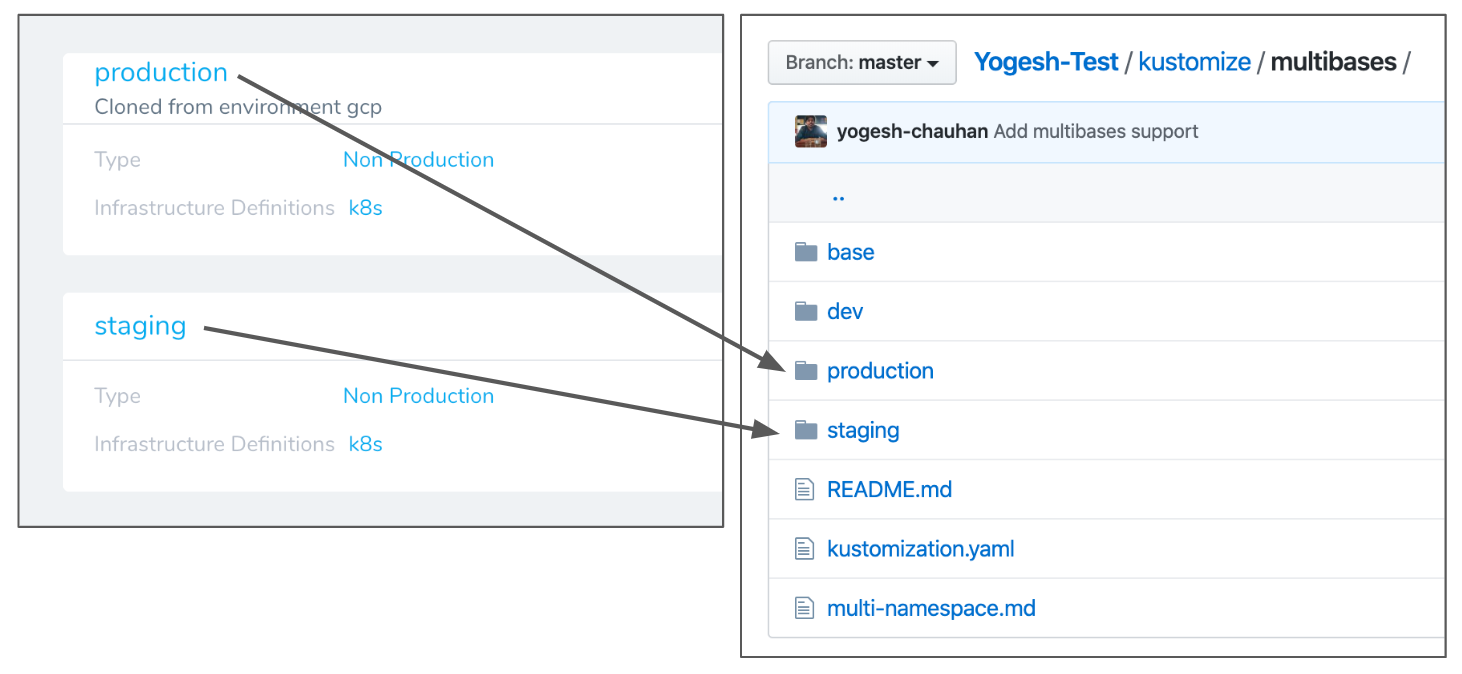 production
Cloned from environment gcp
Type Non Production
Infrastructure Definitions k8s
staging
Type Non Production
Infrastructure Definitions k8s
Branch: master Yogesh-Test / kustomize / multibases /
yogesh-chauhan Add multibases support
..
base
dev
production
staging
README.md
kustomization.yaml
multi-namespace.md